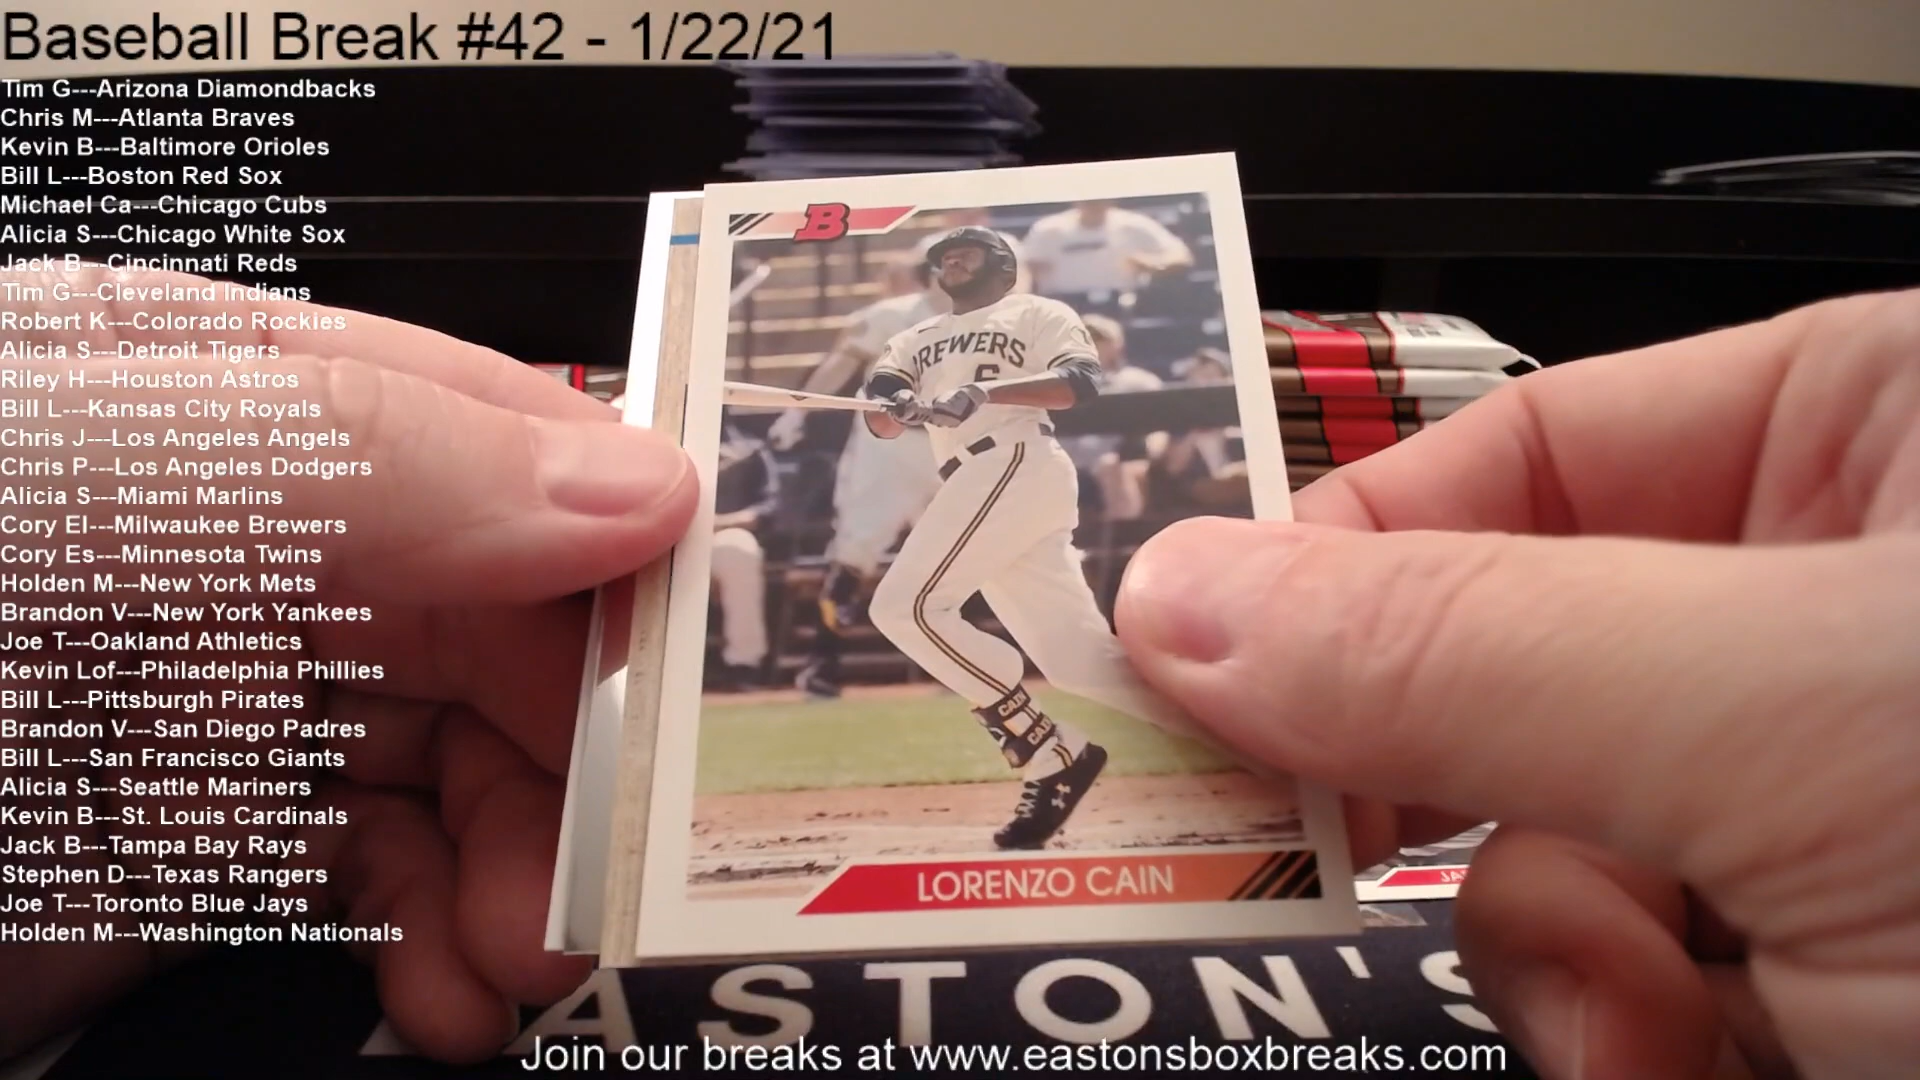 Baseball Break #42 - 1/22/21
Tim G---Arizona Diamondbacks
Chris M---Atlanta Braves
Kevin B---Baltimore Orioles
Bill L---Boston Red Sox
Michael Ca---Chicago Cubs
Alicia S---Chicago White Sox
Jack B---Cincinnati Reds
Tim G---Cleveland Indians
Robert K---Colorado Rockies
Alicia S---Detroit Tigers
Riley H---Houston Astros
Bill L---Kansas City Royals
Chris J---Los Angeles Angels
Chris P---Los Angeles Dodgers
Alicia S---Miami Marlins
Cory El---Milwaukee Brewers
Cory Es---Minnesota Twins
Holden M---New York Mets
Brandon V---New York Yankees
Joe T---Oakland Athletics
Kevin Lof---Philadelphia Phillies
Bill L---Pittsburgh Pirates
Brandon V---San Diego Padres
Bill L---San Francisco Giants
Alicia S---Seattle Mariners
Kevin B---St. Louis Cardinals
Jack B---Tampa Bay Rays
Stephen D---Texas Rangers
Joe T---Toronto Blue Jays
Holden M---Washington Nationals
B
BREWERS
6
CAIN
CAIN
LORENZO CAIN
EASTON'S
Join our breaks at www.eastonsboxbreaks.com